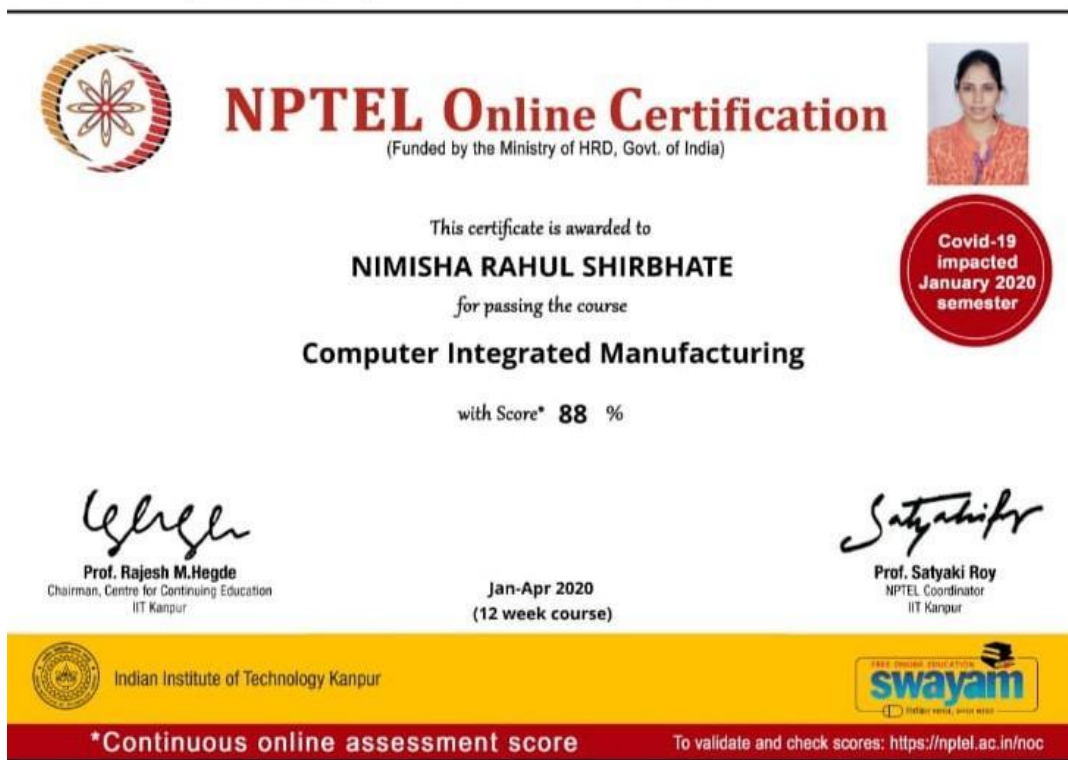 NPTEL Online Certification
(Funded by the Ministry of HRD, Govt. of India)
This certificate is awarded to
NIMISHA RAHUL SHIRBHATE
for passing the course
Computer Integrated Manufacturing
with Score* 88 %
Covid-19
impacted
January 2020
semester
Prof. Rajesh M.Hegde
Chairman, Centre for Continuing Education
IIT Kanpur
Jan-Apr 2020
(12 week course)
Prof. Satyaki Roy
NPTEL Coordinator
IIT Kanpur
Indian Institute of Technology Kanpur
FREE ONLINE EDUCATION
swayam
*Continuous online assessment score
To validate and check scores: https://nptel.ac.in/noc